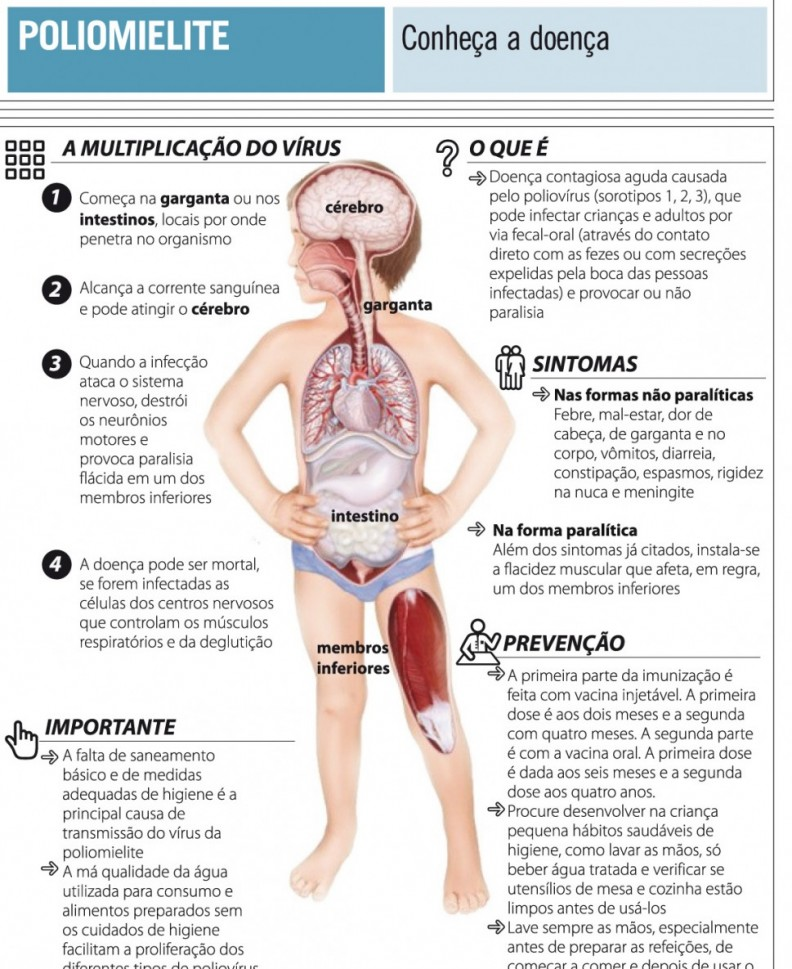 POLIOMIELITE
Conheça a doença
A MULTIPLICAÇÃO DO VÍRUS
1 Começa na garganta ou nos
intestinos, locais por onde
penetra no organismo
2 Alcança a corrente sanguínea
e pode atingir o cérebro
3 Quando a infecção
ataca o sistema
nervoso, destrói
os neurônios
motores e
provoca paralisia
flácida em um dos
membros inferiores
4 A doença pode ser mortal,
se forem infectadas as
células dos centros nervosos
que controlam os músculos
respiratórios e da deglutição
IMPORTANTE
A falta de saneamento
básico e de medidas
adequadas de higiene é a
principal causa de
transmissão do vírus da
poliomielite
A má qualidade da água
utilizada para consumo e
alimentos preparados sem
os cuidados de higiene
facilitam a proliferação dos
diferentes tipos de poliovírus
cérebro
garganta
intestino
membros
inferiores
O QUE É
Doença contagiosa aguda causada
pelo poliovírus (sorotipos 1, 2, 3), que
pode infectar crianças e adultos por
via fecal-oral (através do contato
direto com as fezes ou com secreções
expelidas pela boca das pessoas
infectadas) e provocar ou não
paralisia
SINTOMAS
Nas formas não paralíticas
Febre, mal-estar, dor de
cabeça, de garganta e no
corpo, vômitos, diarreia,
constipação, espasmos, rigidez
na nuca e meningite
Na forma paralítica
Além dos sintomas já citados, instala-se
a flacidez muscular que afeta, em regra,
um dos membros inferiores
PREVENÇÃO
A primeira parte da imunização é
feita com vacina injetável. A primeira
dose é aos dois meses e a segunda
com quatro meses. A segunda parte
é com a vacina oral. A primeira dose
é dada aos seis meses e a segunda
dose aos quatro anos.
Procure desenvolver na criança
pequena hábitos saudáveis de
higiene, como lavar as mãos, só
beber água tratada e verificar se
utensílios de mesa e cozinha estão
limpos antes de usá-los
Lave sempre as mãos, especialmente
antes de preparar as refeições, de
começar a comer e depois de usar o